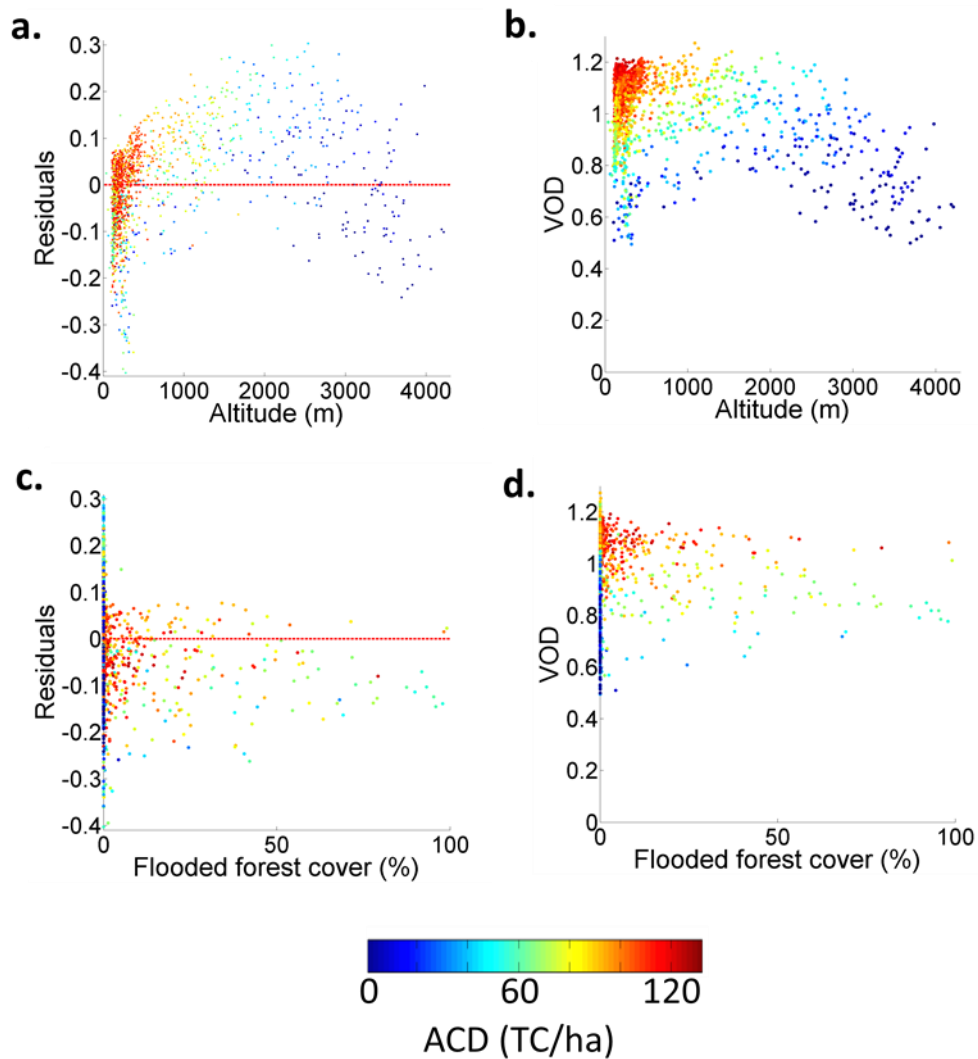 a.
0.3
0.2
0.1
0
-0.1
-0.2
-0.3
-0.4
Residuals
0 1000 2000 3000 4000
Altitude (m)
b.
1.2
1
0.8
0.6
0.4
0.2
0
VOD
0 1000 2000 3000 4000
Altitude (m)
c.
0.3
0.2
0.1
0
-0.1
-0.2
-0.3
-0.4
Residuals
0 50 100
Flooded forest cover (%)
d.
1.2
1
0.8
0.6
0.4
0.2
0
VOD
0 50 100
Flooded forest cover (%)
0 60 120
ACD (TC/ha)